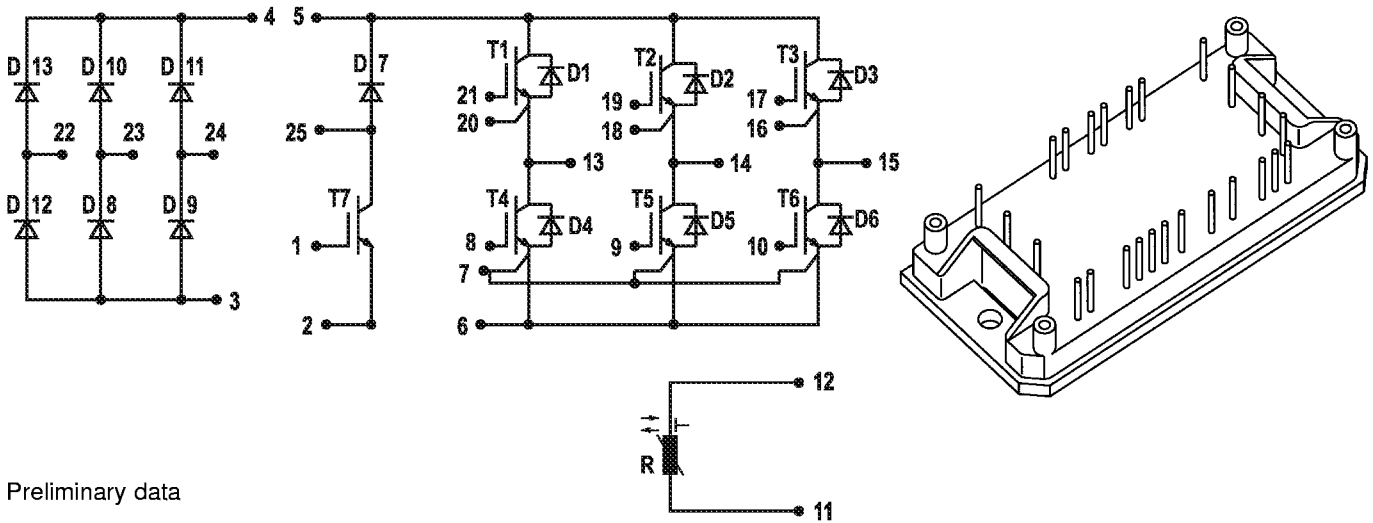 4 5
T1 T2 T3
D 13 D 10 D 11 D 7 D1 D2 D3
21 19 17
20 18 16
22 23 24 25
13 14 15
D 12 D 8 D 9 T7 T4 T5 T6
D4 D5 D6
1 8 9 10
7
3
2 6
12
R
Preliminary data
11